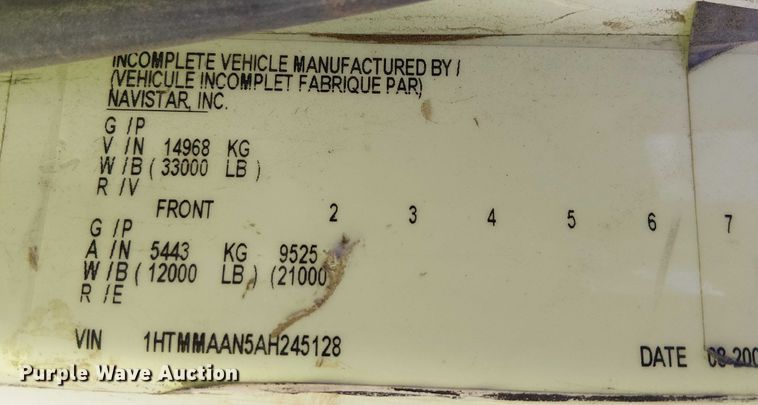 INCOMPLETE VEHICLE MANUFACTURED BY /
(VEHICULE INCOMPLET FABRIQUE PAR)
NAVISTAR, INC.
G /P
V /N 14968 KG
W /B ( 33000 LB )
R /V
FRONT 2 3 4 5 6 7
G /P
A /N 5443 KG 9525
W /B ( 12000 LB ) (21000
R /E
VIN 1HTMMAAN5AH245128 DATE
Purple Wave Auction